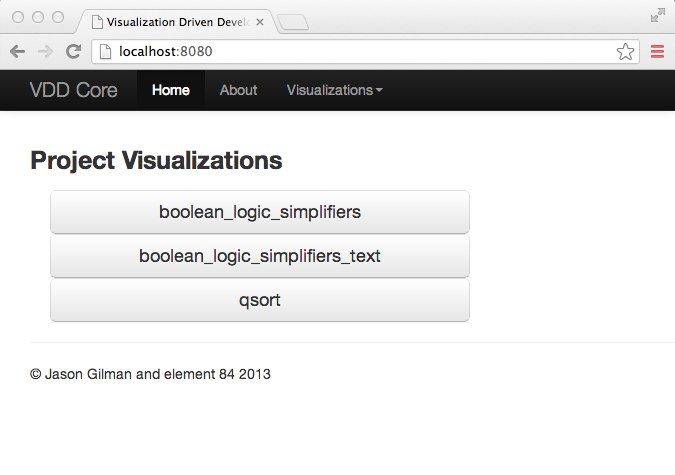 Visualization Driven Devel
localhost:8080
VDD Core Home About Visualizations
Project Visualizations
boolean_logic_simplifiers
boolean_logic_simplifiers_text
qsort
© Jason Gilman and element 84 2013